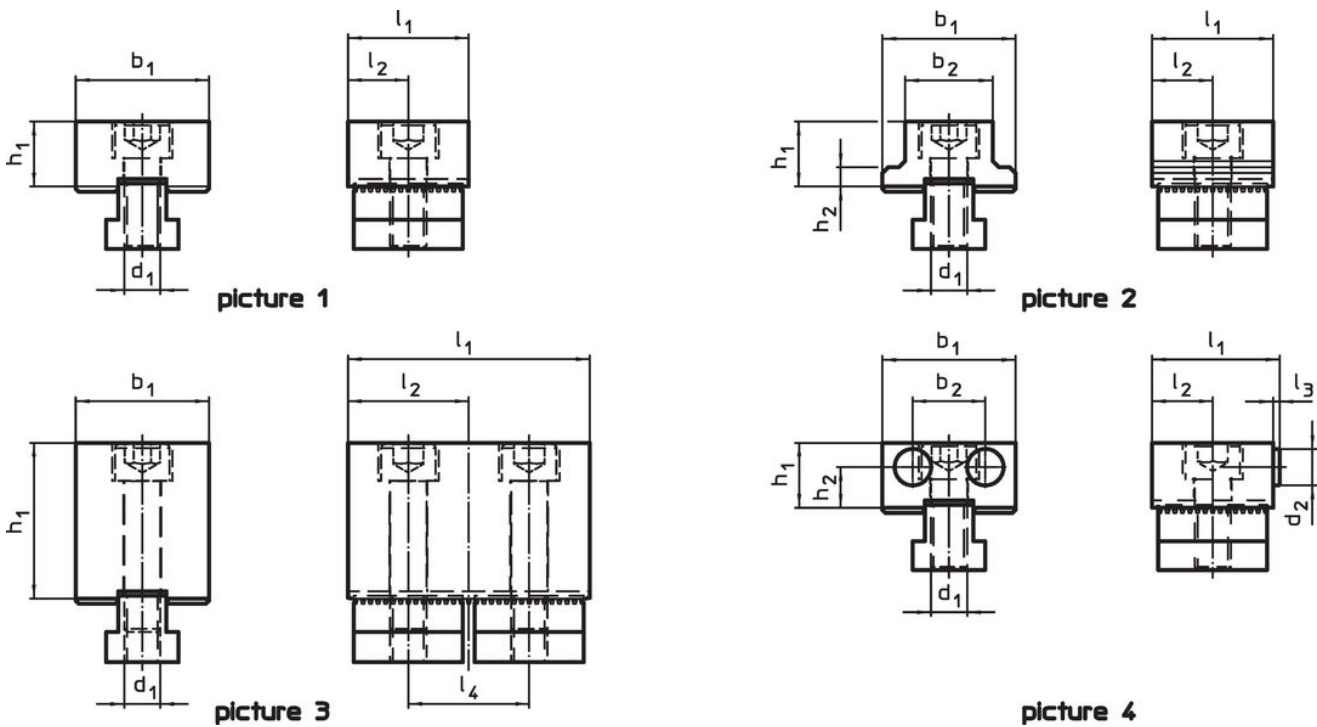 b₁
h₁
d₁
l₁
l₂
picture 1
b₁
b₂
h₁
h₂
d₁
l₁
l₂
picture 2
b₁
h₁
d₁
l₁
l₂
l₄
picture 3
b₁
b₂
h₁
h₂
d₁
l₁
l₂
l₃
d₂
picture 4